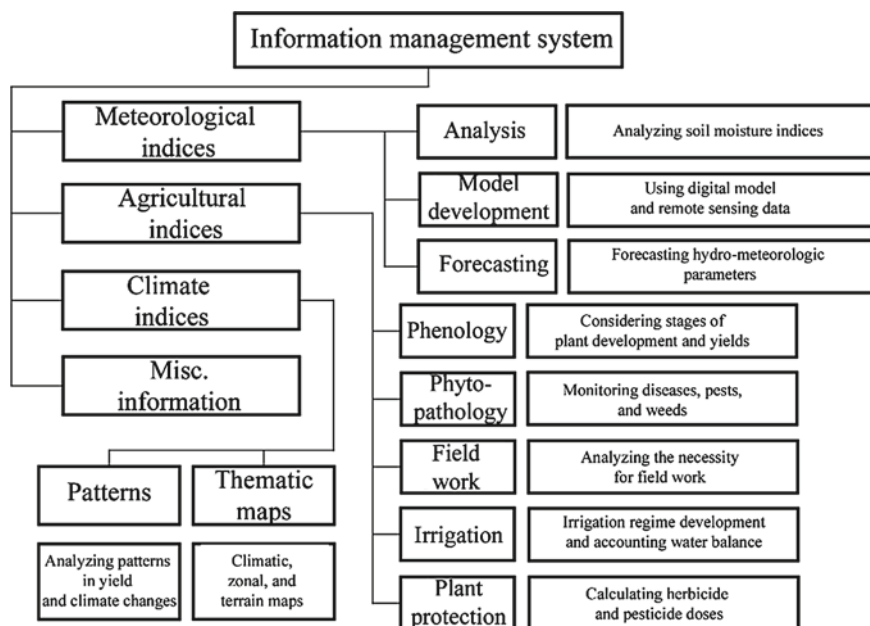 Information management system
Meteorological
indices
Analysis
Analyzing soil moisture indices
Agricultural
indices
Model
development
Using digital model
and remote sensing data
Forecasting
Forecasting hydro-meteorologic
parameters
Climate
indices
Phenology
Considering stages of
plant development and yields
Misc.
information
Phyto-
pathology
Monitoring diseases, pests,
and weeds
Patterns
Thematic
maps
Field
work
Analyzing the necessity
for field work
Analyzing patterns
in yield
and climate changes
Climatic,
zonal, and
terrain maps
Irrigation
Irrigation regime development
and accounting water balance
Plant
protection
Calculating herbicide
and pesticide doses